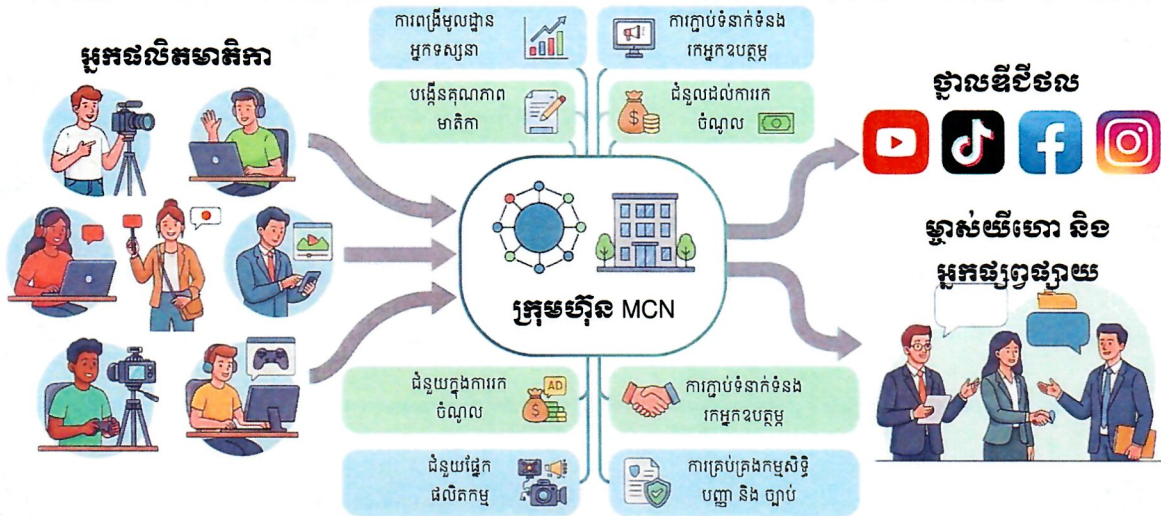 អ្នកផលិតមាតិកា
ការពង្រីមូលដ្ឋាន
អ្នកទស្សនា
បង្កើនគុណភាព
មាតិកា
ការភ្ជាប់ទំនាក់ទំនង
រកអ្នកឧបត្ថម្ភ
ជំនួលដល់ការរក
ចំណូល
ក្រុមហ៊ុន MCN
ជំនួយក្នុងការរក
ចំណូល
AD
ជំនួយផ្នែក
ផលិតកម្ម
ការភ្ជាប់ទំនាក់ទំនង
រកអ្នកឧបត្ថម្ភ
ការគ្រប់គ្រងកម្មសិទ្ធិ
បញ្ញា និង ច្បាប់
ថ្នាលឌីជីថល
ម្ចាស់យីហោ និង
អ្នកផ្សព្វផ្សាយ